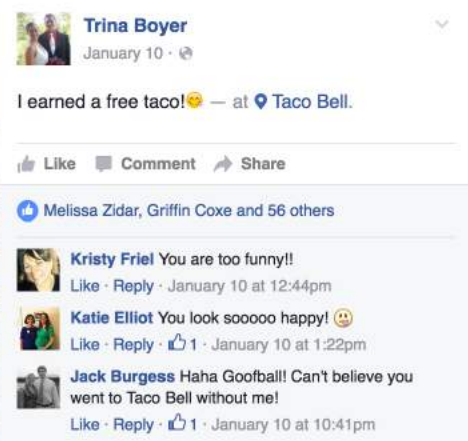 Trina Boyer
January 10 ·
I earned a free taco!😋 — at Taco Bell.
Like Comment Share
Melissa Zidar, Griffin Coxe and 56 others
Kristy Friel You are too funny!!
Like · Reply · January 10 at 12:44pm
Katie Elliot You look sooooo happy! 😃
Like · Reply · 1 · January 10 at 1:22pm
Jack Burgess Haha Goofball! Can't believe you
went to Taco Bell without me!
Like · Reply · 1 · January 10 at 10:41pm